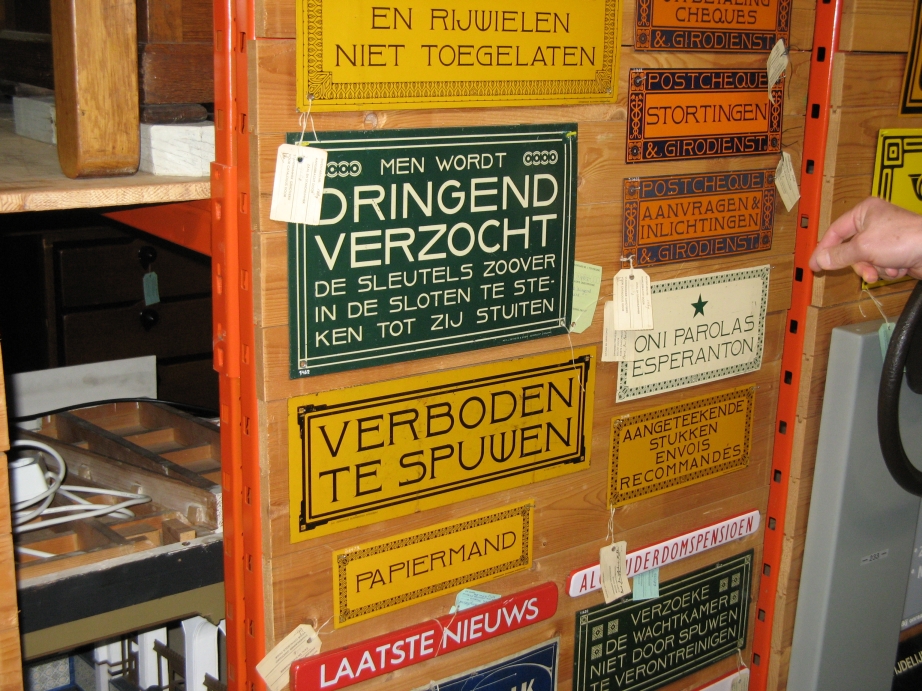 EN RIJWIELEN
NIET TOEGELATEN
MEN WORDT
DRINGEND
VERZOCHT
DE SLEUTELS ZOOVER
IN DE SLOTEN TE STE-
KEN TOT ZIJ STUITEN
VERBODEN
TE SPUWEN
PAPIERMAND
LAATSTE NIEUWS
CHEQUES
& GIRODIENST
POSTCHEQUE
STORTINGEN
& GIRODIENST
POSTCHEQUE
AANVRAGEN &
INLICHTINGEN
& GIRODIENST
ONI PAROLAS
ESPERANTON
AANGETEEKENDE
STUKKEN
ENVOIS
RECOMMANDES
VERZOEKE
DE WACHTKAMER
NIET DOOR SPUWEN
TE VERONTREINIGEN